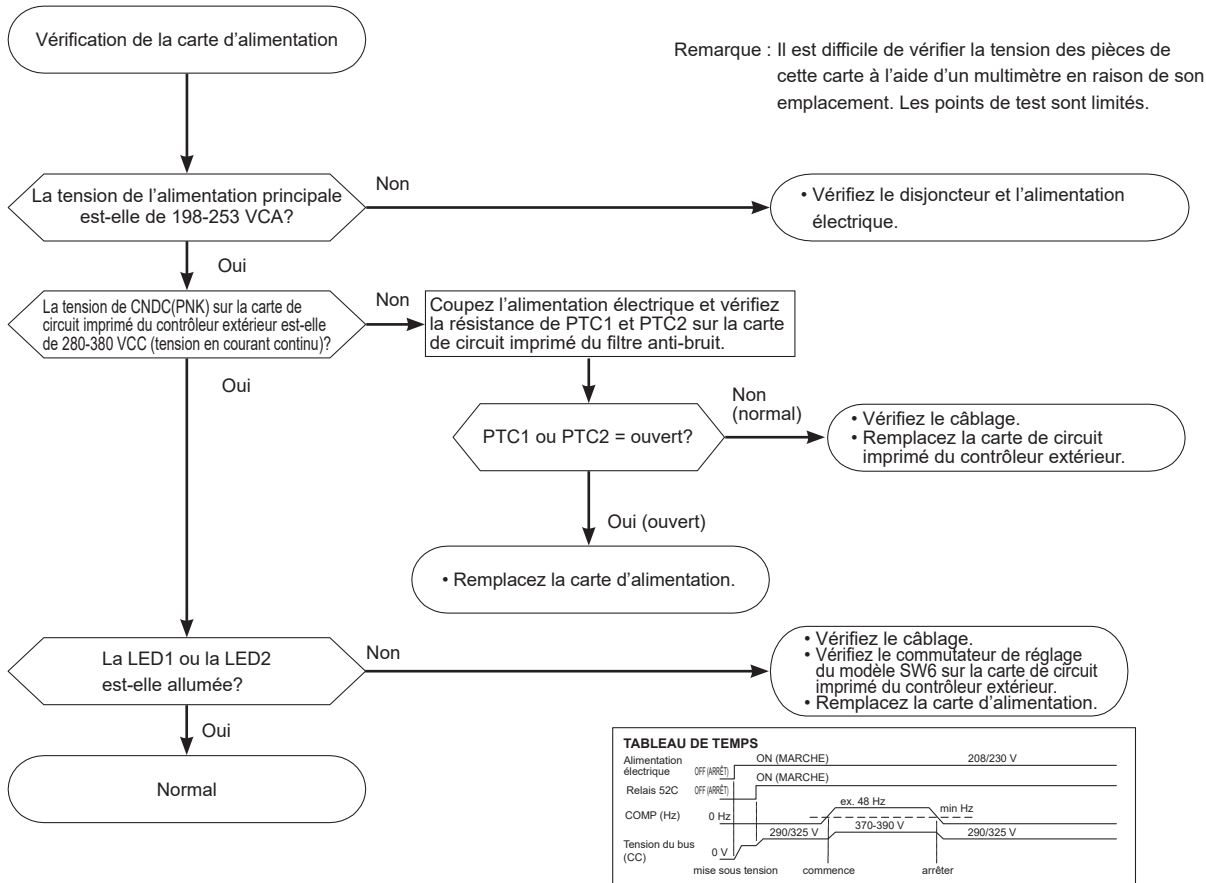 Vérification de la carte d’alimentation
Remarque : Il est difficile de vérifier la tension des pièces de
cette carte à l’aide d’un multimètre en raison de son
emplacement. Les points de test sont limités.
La tension de l’alimentation principale
est-elle de 198-253 VCA?
Non
• Vérifiez le disjoncteur et l’alimentation
électrique.
Oui
La tension de CNDC(PNK) sur la carte de
circuit imprimé du contrôleur extérieur est-elle
de 280-380 VCC (tension en courant continu)?
Non
Coupez l’alimentation électrique et vérifiez
la résistance de PTC1 et PTC2 sur la carte
de circuit imprimé du filtre anti-bruit.
Oui
PTC1 ou PTC2 = ouvert?
Non
(normal)
• Vérifiez le câblage.
• Remplacez la carte de circuit
imprimé du contrôleur extérieur.
Oui (ouvert)
• Remplacez la carte d’alimentation.
La LED1 ou la LED2
est-elle allumée?
Non
• Vérifiez le câblage.
• Vérifiez le commutateur de réglage
du modèle SW6 sur la carte de circuit
imprimé du contrôleur extérieur.
• Remplacez la carte d’alimentation.
Oui
Normal
TABLEAU DE TEMPS
Alimentation
électrique
OFF (ARRÊT)
ON (MARCHE)
208/230 V
Relais 52C
OFF (ARRÊT)
ON (MARCHE)
COMP (Hz)
0 Hz
ex. 48 Hz
min Hz
Tension du bus
(CC)
0 V
290/325 V
370-390 V
290/325 V
mise sous tension
commence
arrêter